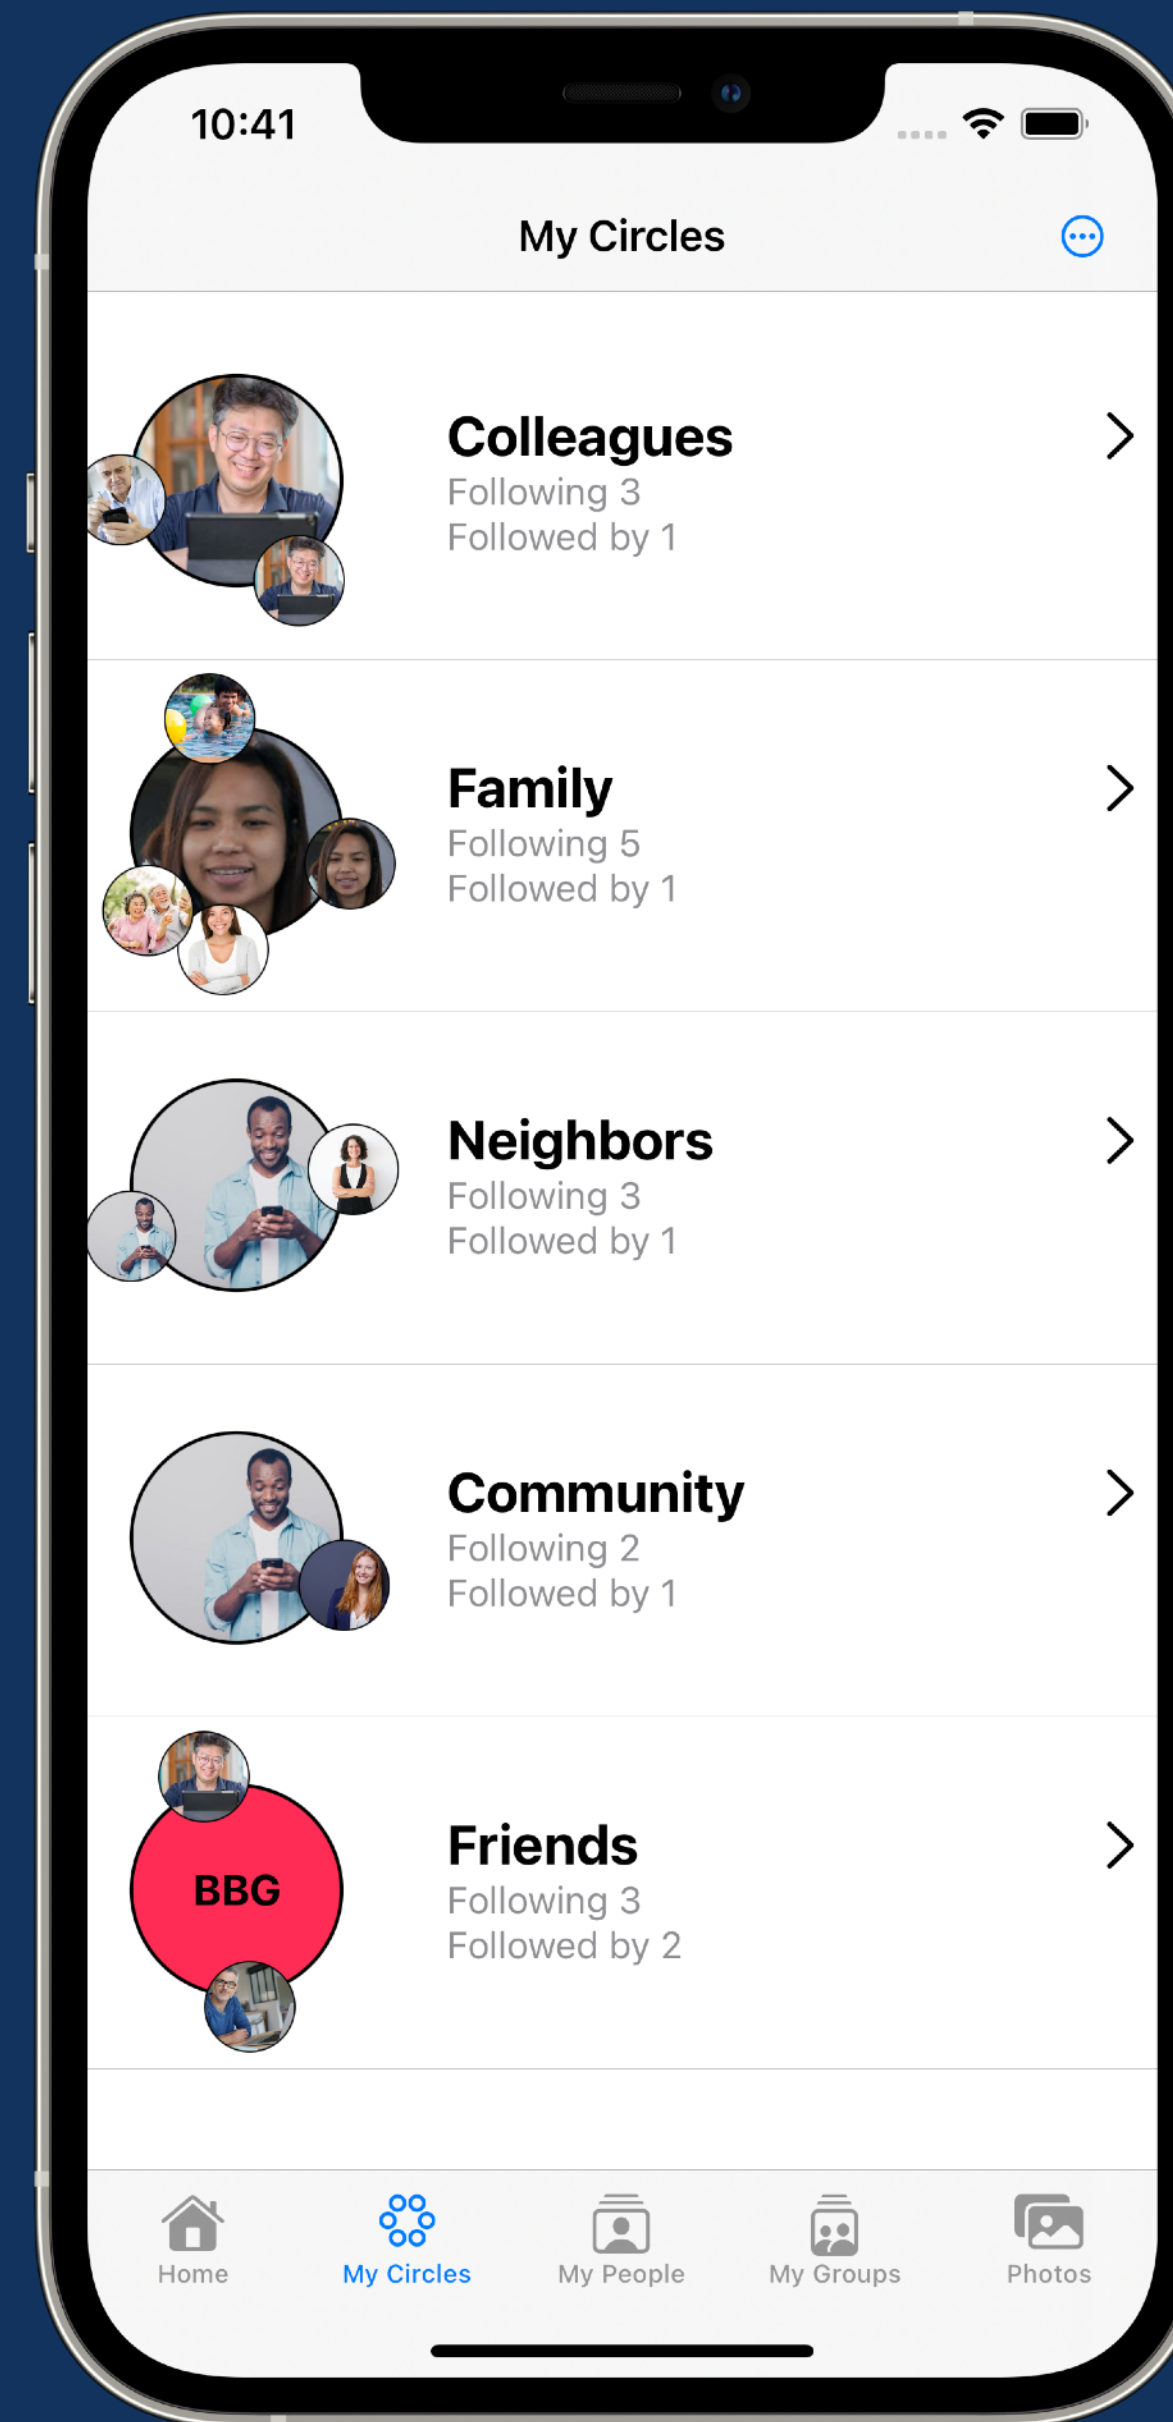 10:41
My Circles
Colleagues
Following 3
Followed by 1
Family
Following 5
Followed by 1
Neighbors
Following 3
Followed by 1
Community
Following 2
Followed by 1
BBG
Friends
Following 3
Followed by 2
Home
My Circles
My People
My Groups
Photos